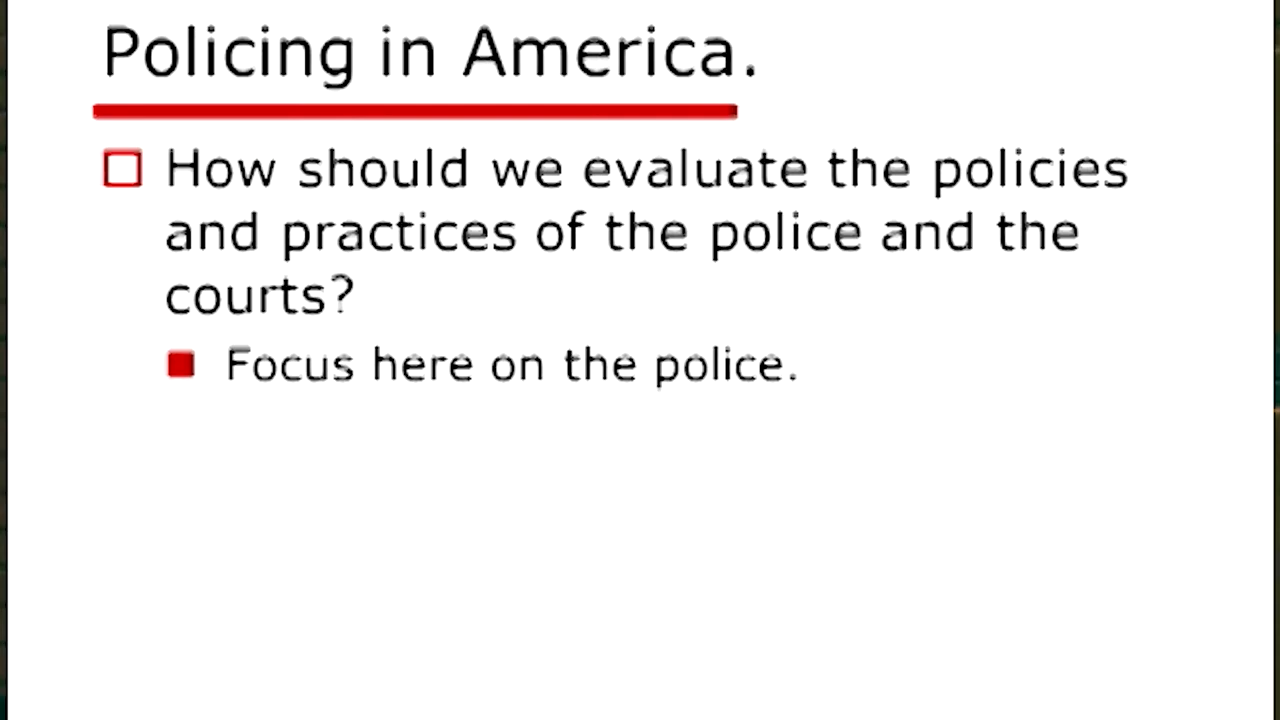 Policing in America.
How should we evaluate the policies
and practices of the police and the
courts?
Focus here on the police.